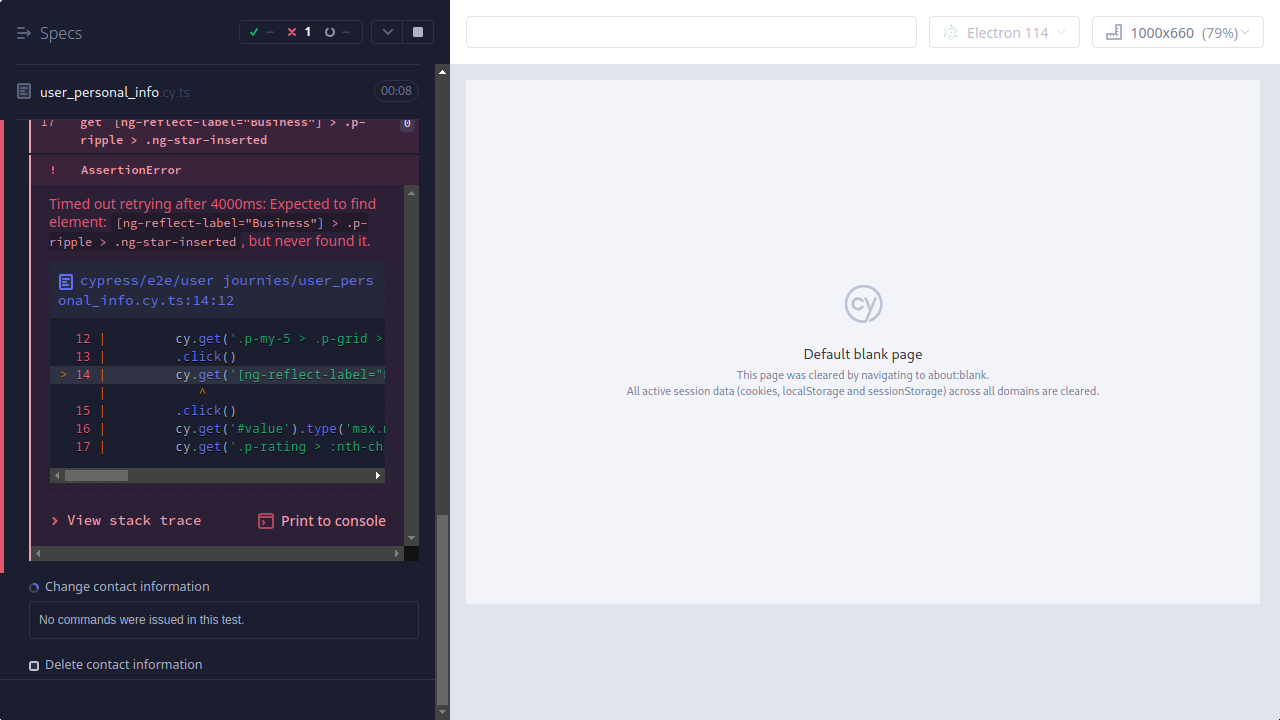 Specs
-- 1 --
Electron 114
1000x660 (79%)
user_personal_info.cy.ts
00:08
17 get [ng-reflect-label="Business"] > .p-
ripple > .ng-star-inserted
0
! AssertionError
Timed out retrying after 4000ms: Expected to find
element: [ng-reflect-label="Business"] > .p-
ripple > .ng-star-inserted, but never found it.
cypress/e2e/user journies/user_pers
onal_info.cy.ts:14:12
12 | cy.get('.p-my-5 > .p-grid >
13 | .click()
> 14 | cy.get('[ng-reflect-label="
| ^
15 | .click()
16 | cy.get('#value').type('max.
17 | cy.get('.p-rating > :nth-ch
View stack trace
Print to console
Change contact information
No commands were issued in this test.
Delete contact information
cy
Default blank page
This page was cleared by navigating to about:blank.
All active session data (cookies, localStorage and sessionStorage) across all domains are cleared.